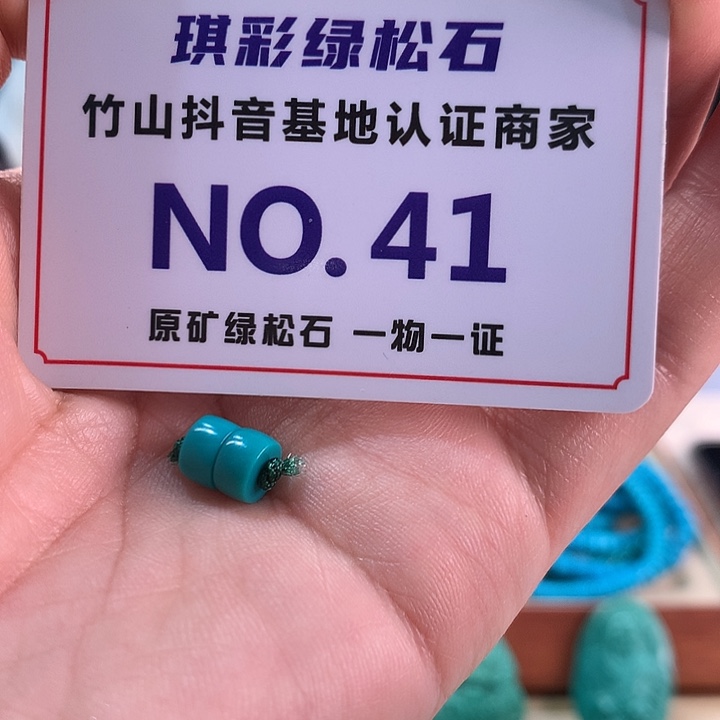 琪彩绿松石
竹山抖音基地认证商家
NO.41
原矿绿松石 一物一证